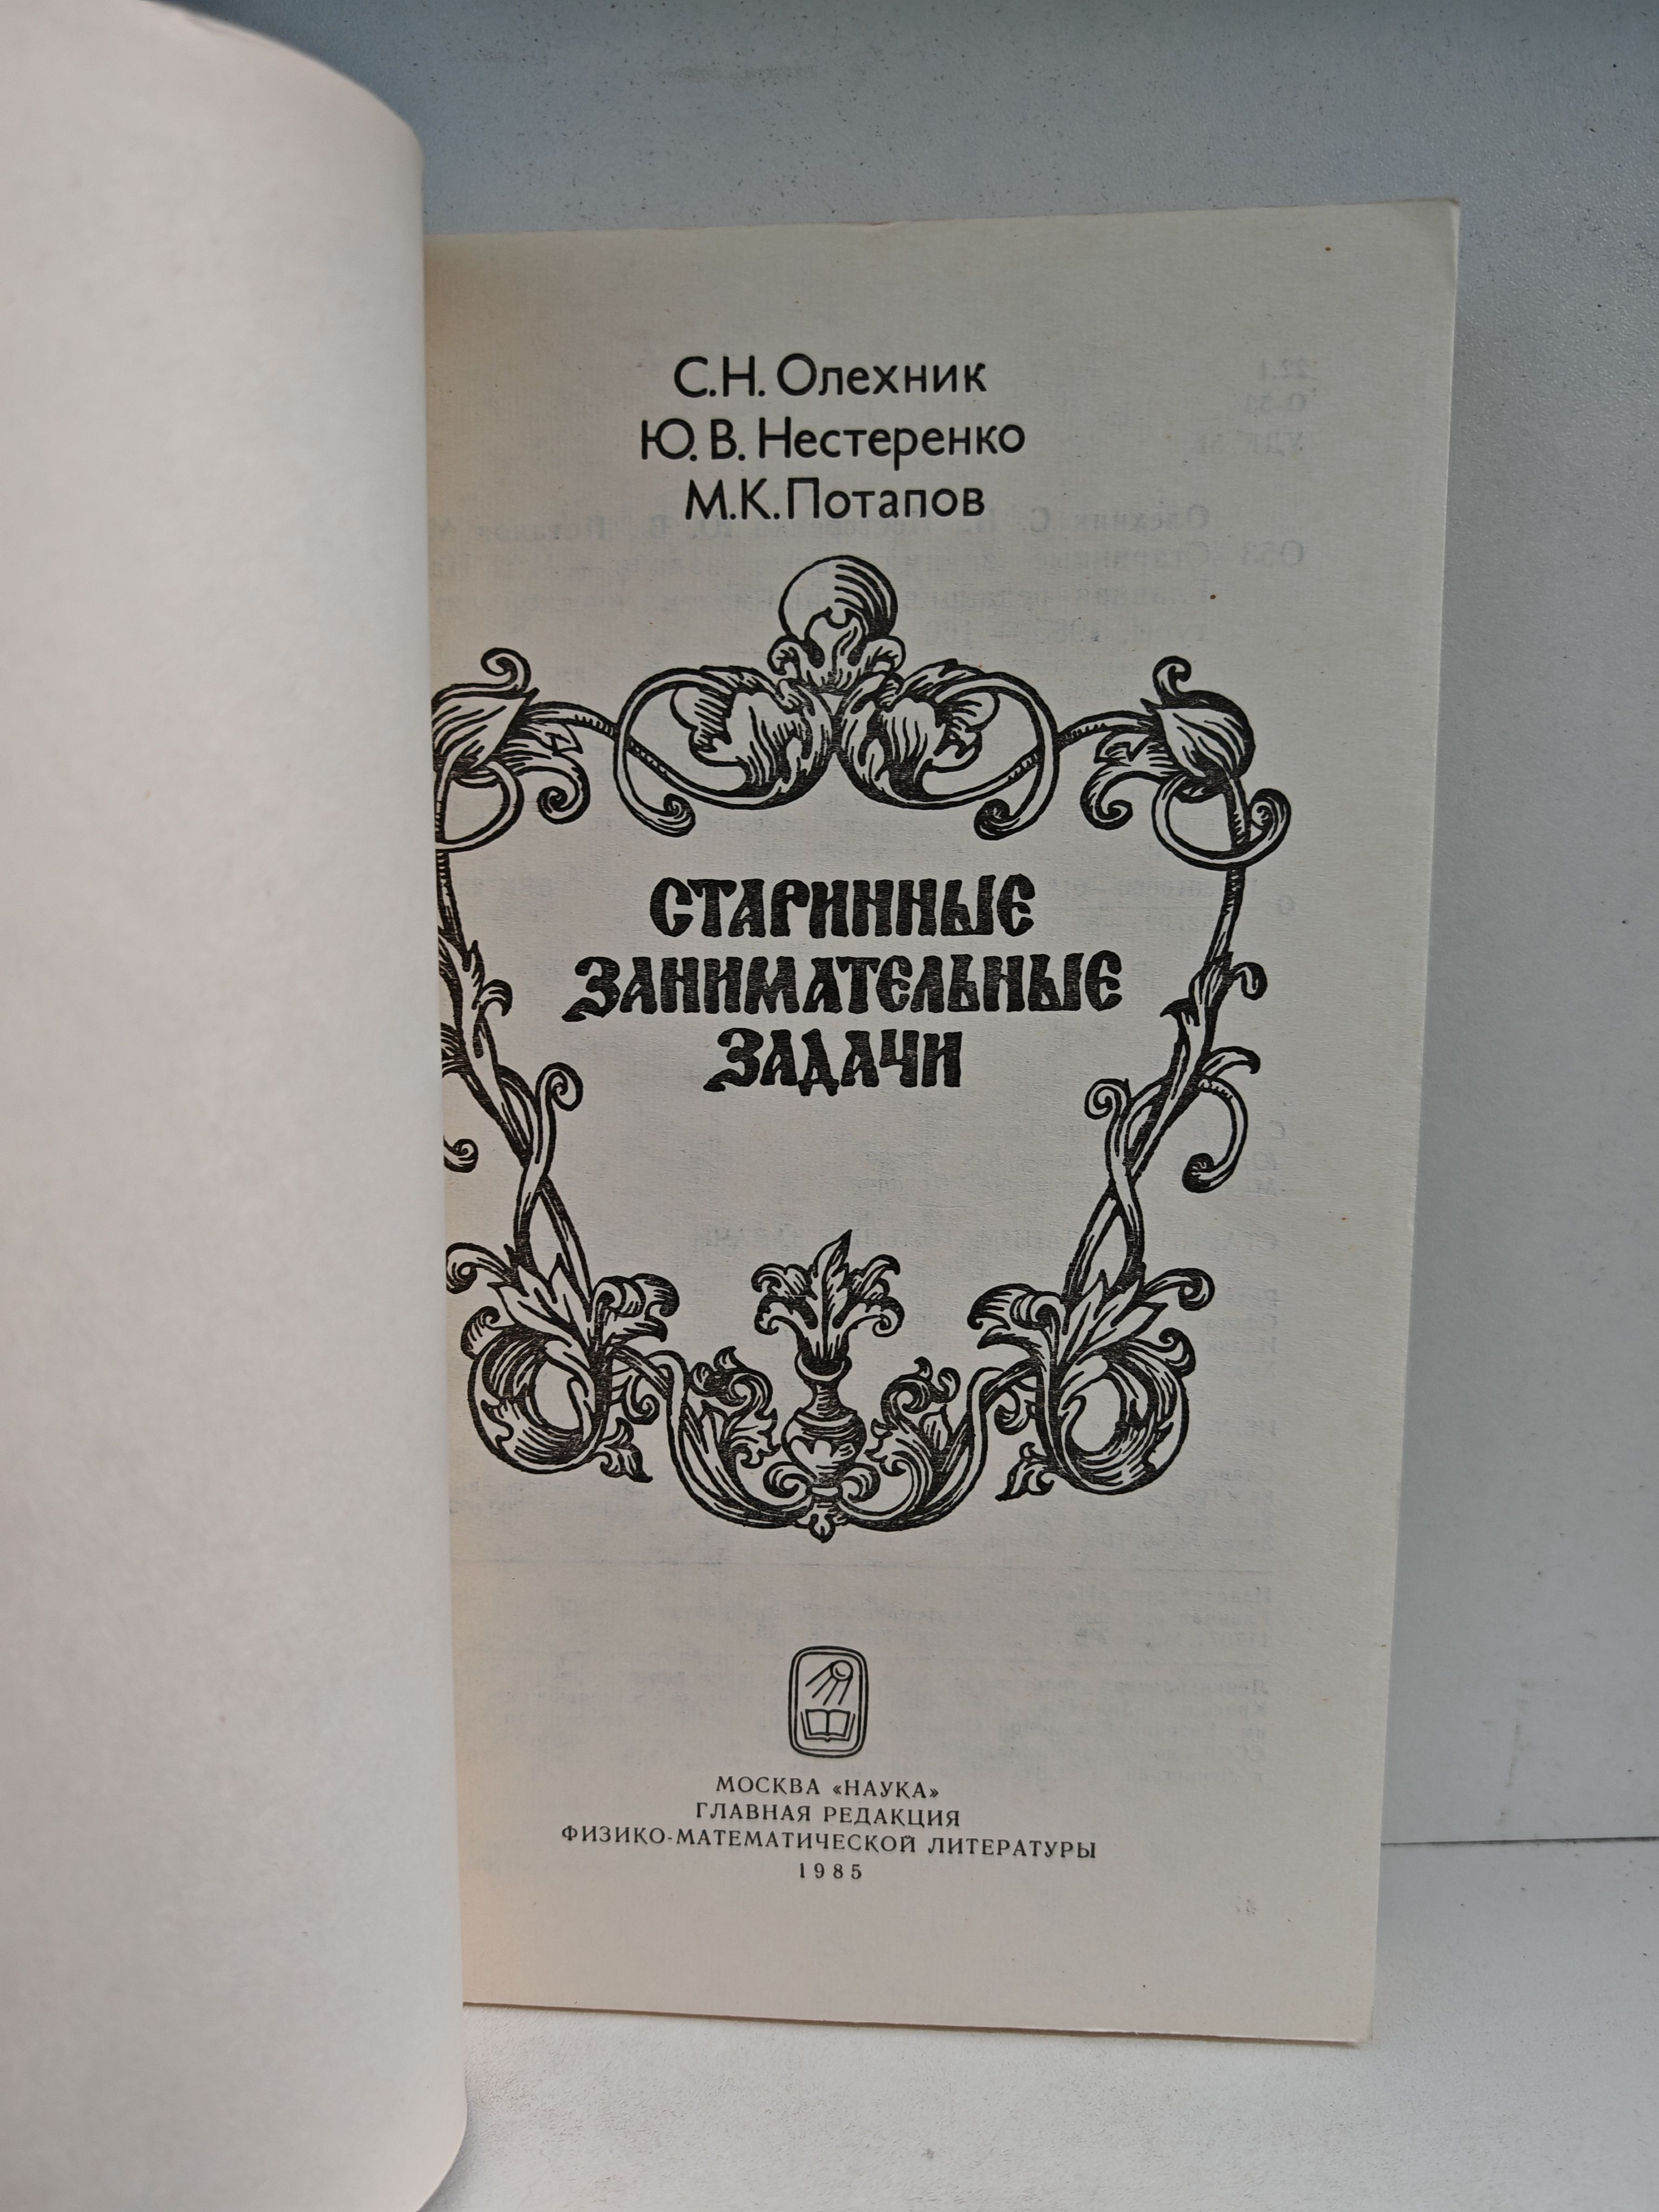 С.Н. Олехник
Ю.В. Нестеренко
М.К. Потапов
СТАРИННЫЕ
ЗАНИМАТЕЛЬНЫЕ
ЗАДАЧИ
МОСКВА «НАУКА»
ГЛАВНАЯ РЕДАКЦИЯ
ФИЗИКО-МАТЕМАТИЧЕСКОЙ ЛИТЕРАТУРЫ
1985